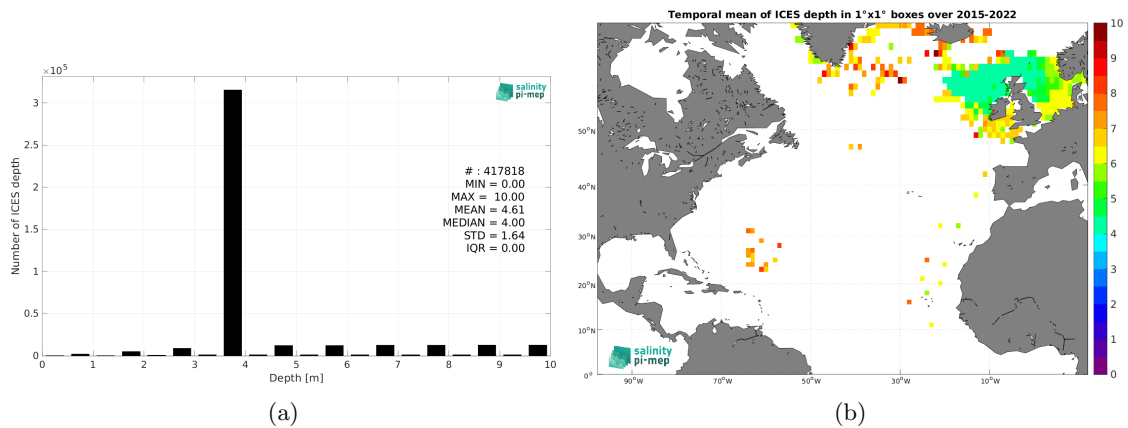 ×10⁵
3
2.5
2
1.5
1
0.5
0
Number of ICES depth
salinity
pi-mep
# : 417818
MIN = 0.00
MAX = 10.00
MEAN = 4.61
MEDIAN = 4.00
STD = 1.64
IQR = 0.00
0 1 2 3 4 5 6 7 8 9 10
Depth [m]
(a)
Temporal mean of ICES depth in 1°x1° boxes over 2015-2022
50°N
40°N
30°N
20°N
10°N
0°
90°W 70°W 50°W 30°W 10°W
salinity
pi-mep
10
9
8
7
6
5
4
3
2
1
0
(b)